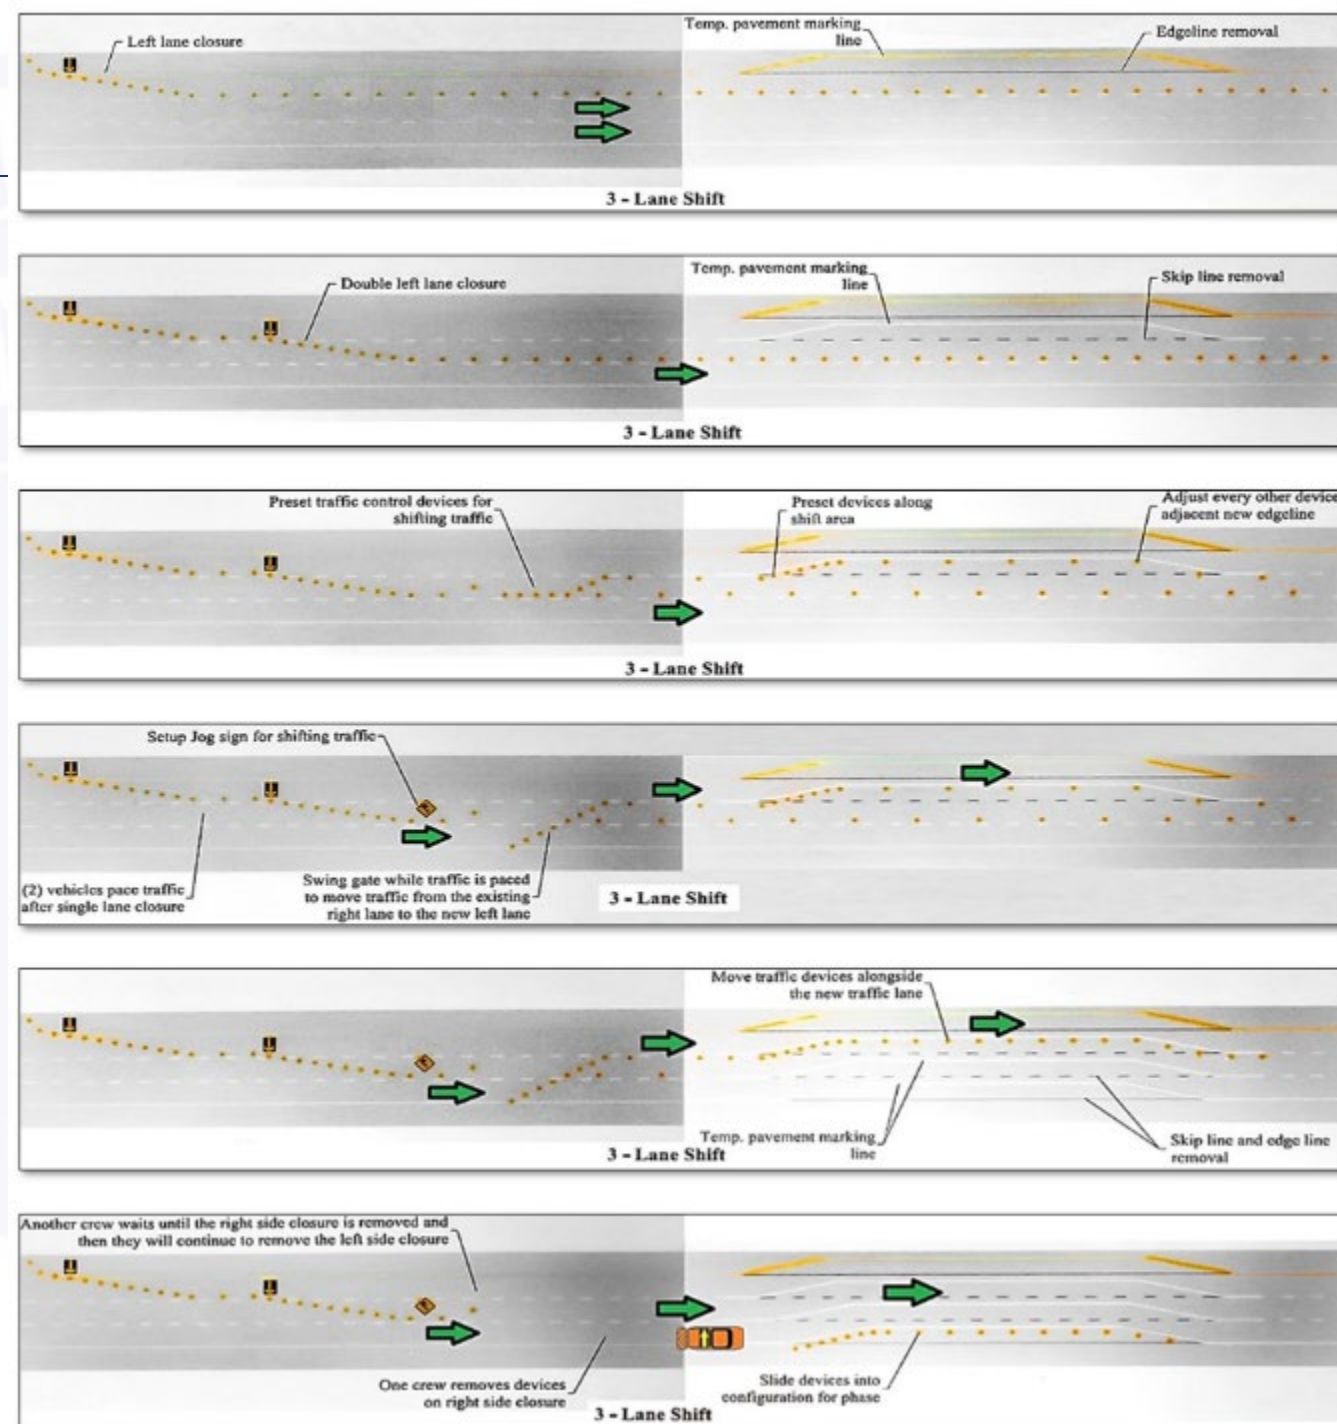 Left lane closure
Temp. pavement marking
line
Edgeline removal
3 - Lane Shift
Double left lane closure
Temp. pavement marking
line
Skip line removal
3 - Lane Shift
Preset traffic control devices for
shifting traffic
Preset devices along
shift area
Adjust every other device
adjacent new edgeline
3 - Lane Shift
Setup Jog sign for shifting traffic
(2) vehicles pace traffic
after single lane closure
Swing gate while traffic is paced
to move traffic from the existing
right lane to the new left lane
3 - Lane Shift
Move traffic devices alongside
the new traffic lane
Temp. pavement marking
line
Skip line and edge line
removal
3 - Lane Shift
Another crew waits until the right side closure is removed and
then they will continue to remove the left side closure
One crew removes devices
on right side closure
Slide devices into
configuration for phase
3 - Lane Shift